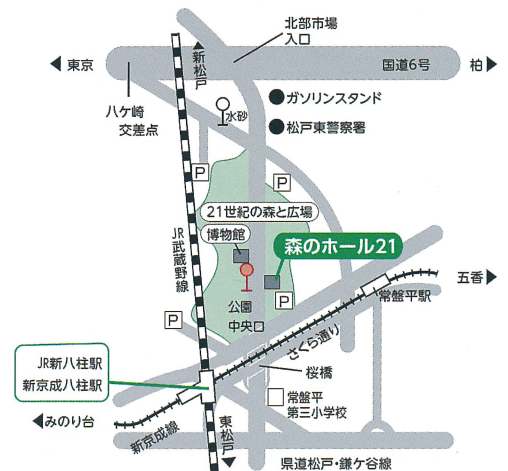 北部市場
入口
東京
新松戸
国道6号
柏
八ケ崎
交差点
水砂
ガソリンスタンド
松戸東警察署
P
P
21世紀の森と広場
博物館
森のホール21
JR武蔵野線
公園
中央口
P
P
五香
常盤平駅
さくら通り
JR新八柱駅
新京成八柱駅
桜橋
常盤平
第三小学校
みのり台
新京成線
東松戸
県道松戸・鎌ケ谷線